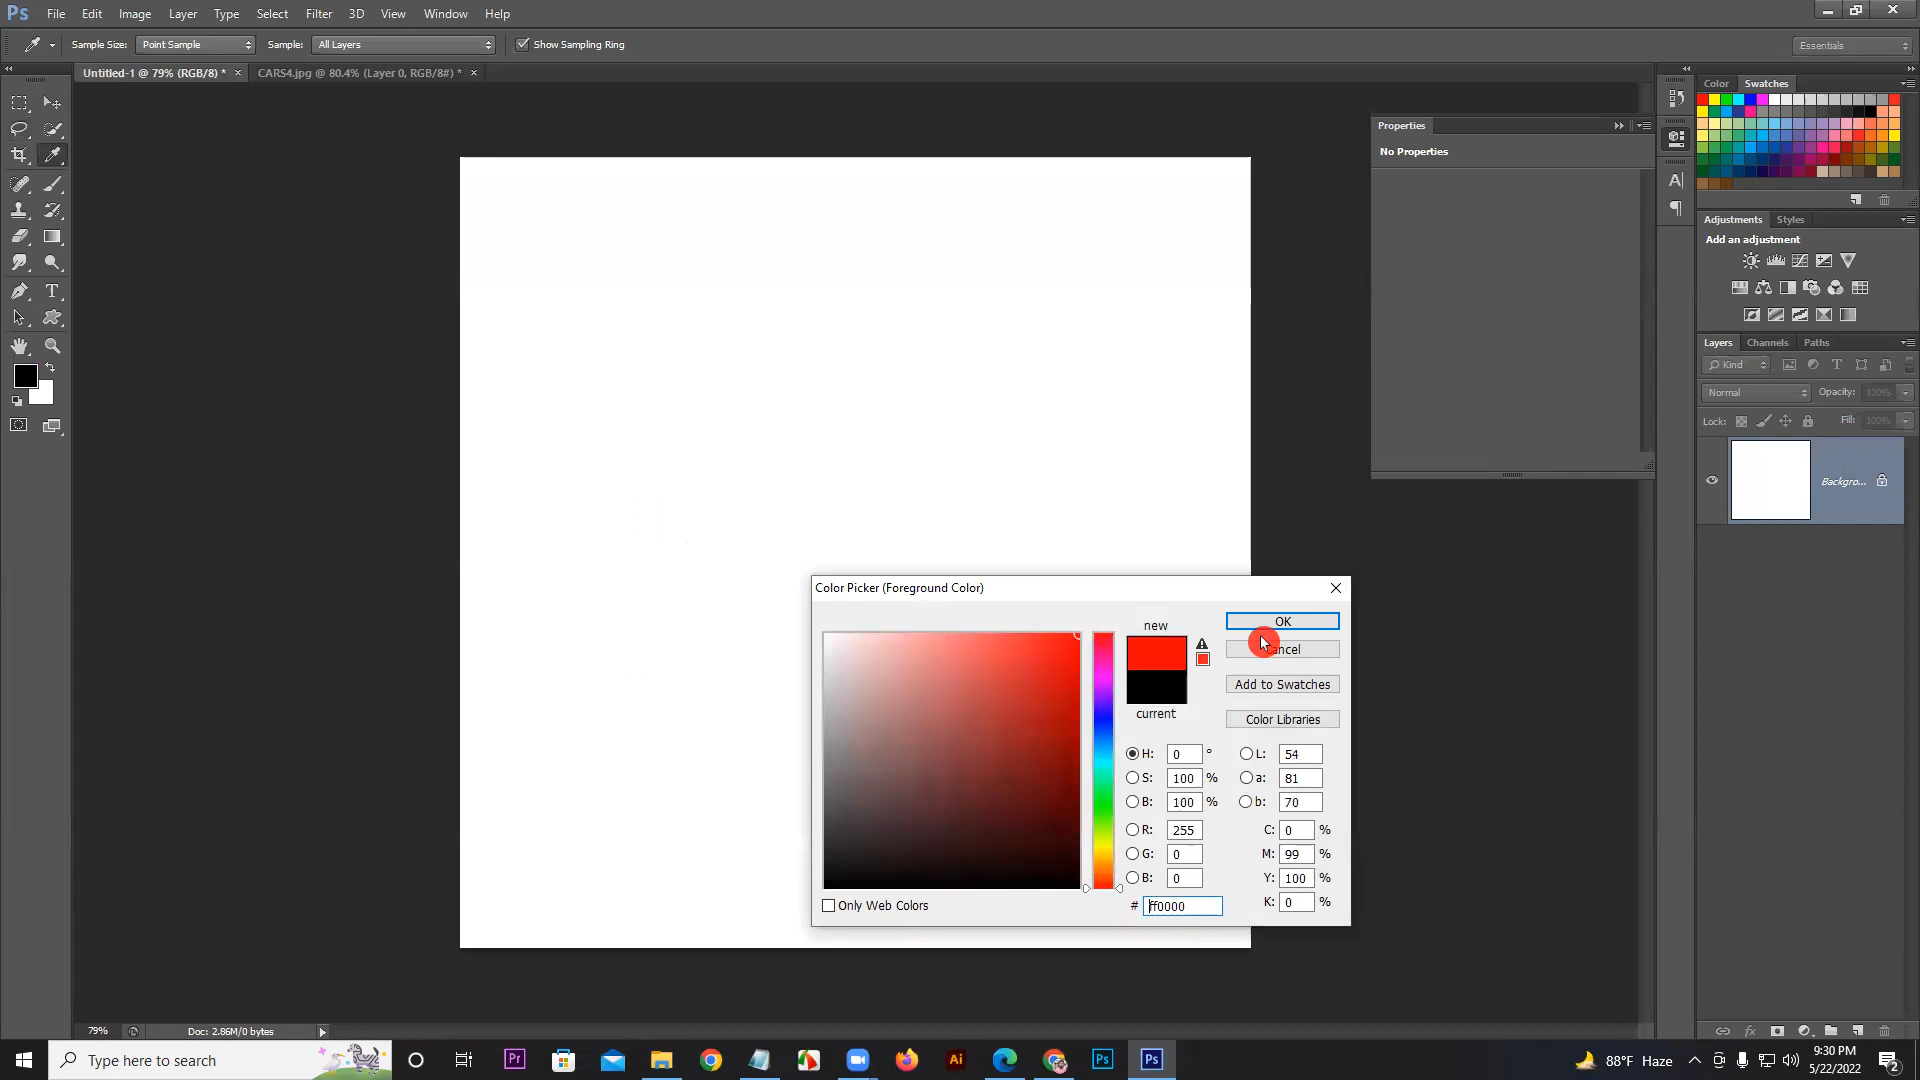 Ps File Edit Image Layer Type Select Filter 3D View Window Help
Sample Size: Point Sample Sample: All Layers Show Sampling Ring Essentials
Untitled-1 @ 79% (RGB/8) * × CARS4.jpg @ 80.4% (Layer 0, RGB/8#) * ×
Color Swatches
Properties
No Properties
Adjustments Styles
Add an adjustment
Layers Channels Paths
Kind
Normal Opacity: 100%
Lock: Fill: 100%
Backgro...
Color Picker (Foreground Color)
new
OK
Cancel
Add to Swatches
current
Color Libraries
H: 0 ° L: 54
S: 100 % a: 81
B: 100 % b: 70
R: 255 C: 0 %
G: 0 M: 99 %
B: 0 Y: 100 %
Only Web Colors # ff0000 K: 0 %
79% Doc: 2.86M/0 bytes
Type here to search Pr Ai Ps Ps 88°F Haze 9:30 PM
5/22/2022 2